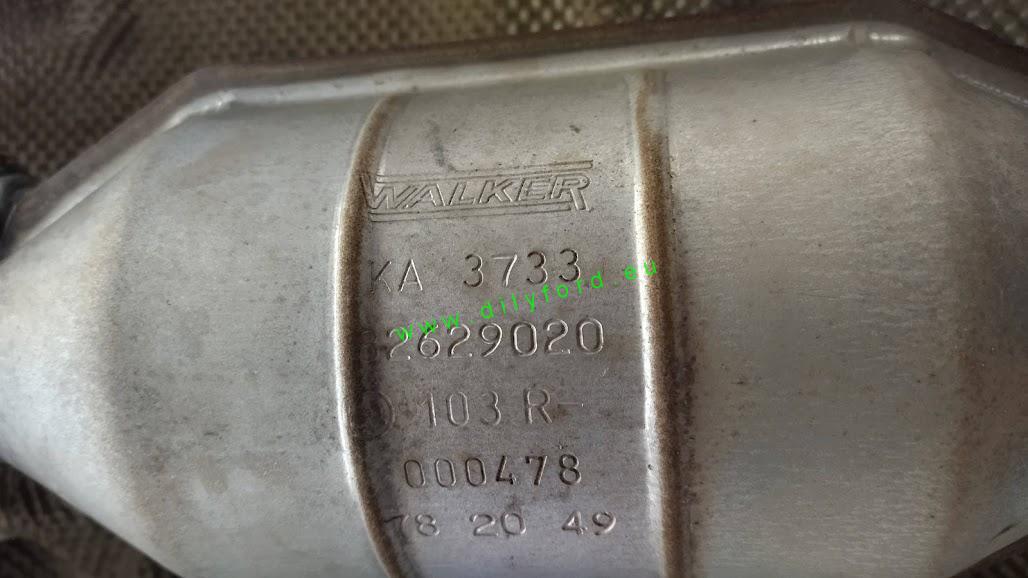 WALKER
KA 3733
www.dilyford.eu
2629020
103 R-
000478
78 20 49